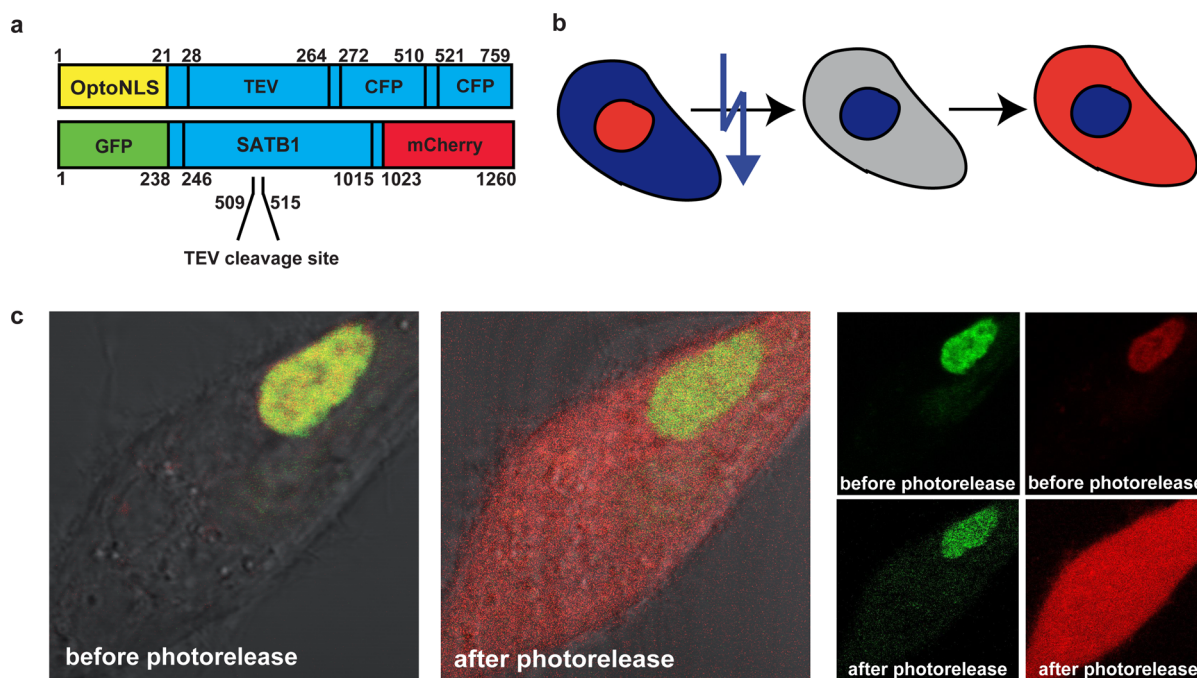 a
1 21 28 264 272 510 521 759
OptoNLS TEV CFP CFP
GFP SATB1 mCherry
1 238 246 1015 1023 1260
509 515
TEV cleavage site
b
c
before photorelease
after photorelease
before photorelease
before photorelease
after photorelease
after photorelease